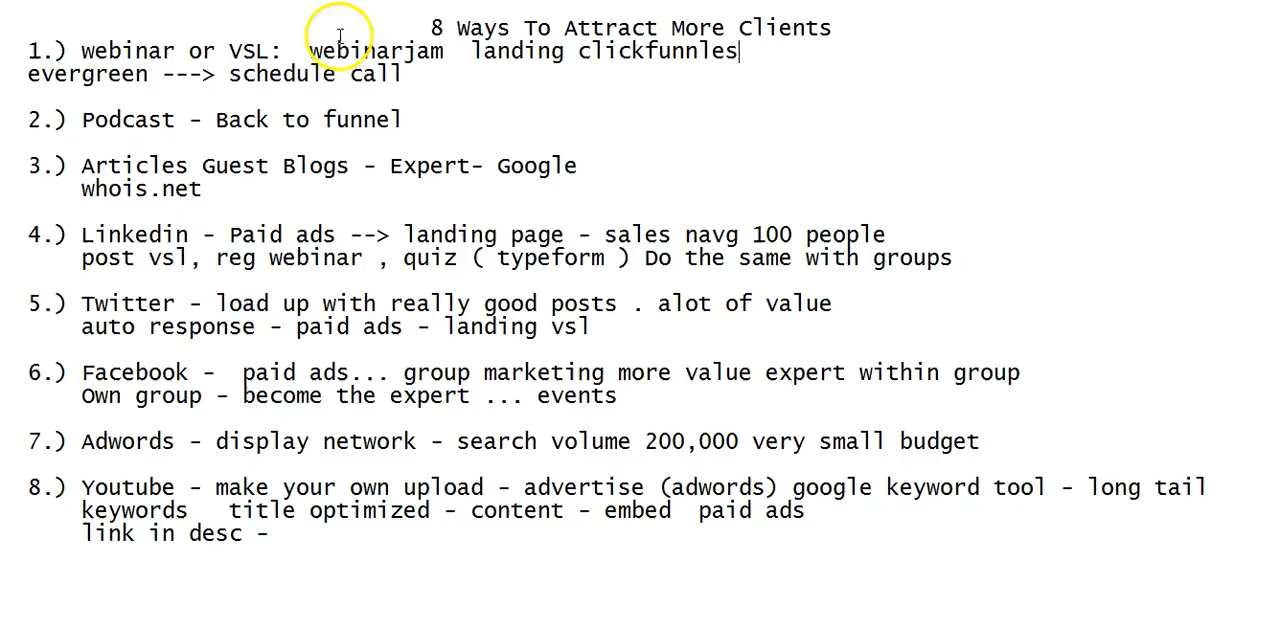 8 Ways To Attract More Clients
1.) webinar or VSL: webinarjam landing clickfunnles
evergreen ---> schedule call
2.) Podcast - Back to funnel
3.) Articles Guest Blogs - Expert- Google
whois.net
4.) Linkedin - Paid ads --> landing page - sales navg 100 people
post vsl, reg webinar , quiz ( typeform ) Do the same with groups
5.) Twitter - load up with really good posts . alot of value
auto response - paid ads - landing vsl
6.) Facebook - paid ads... group marketing more value expert within group
Own group - become the expert ... events
7.) Adwords - display network - search volume 200,000 very small budget
8.) Youtube - make your own upload - advertise (adwords) google keyword tool - long tail
keywords title optimized - content - embed paid ads
link in desc -